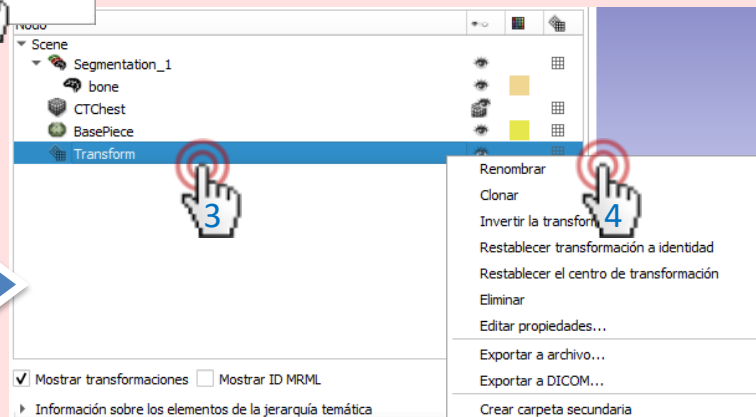 Nodo
Scene
Segmentation_1
bone
CTChest
BasePiece
Transform
3
Renombrar
Clonar
4
Invertir la transfor
Restablecer transformación a identidad
Restablecer el centro de transformación
Eliminar
Editar propiedades...
Exportar a archivo...
Exportar a DICOM...
Crear carpeta secundaria
Mostrar transformaciones Mostrar ID MRML
Información sobre los elementos de la jerarquía temática